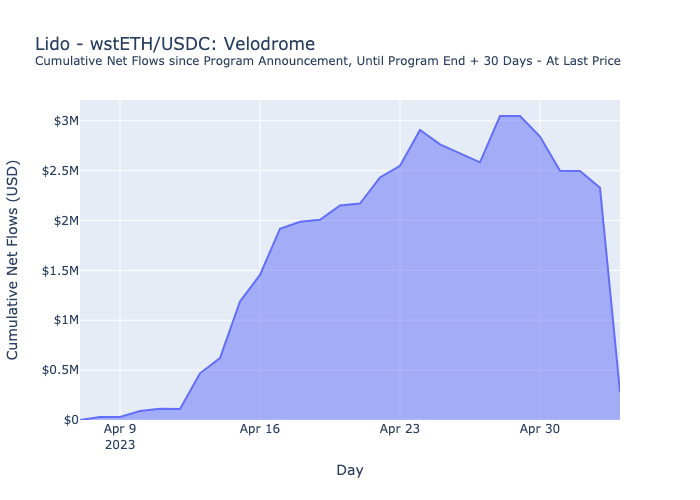 Lido - wstETH/USDC: Velodrome
Cumulative Net Flows since Program Announcement, Until Program End + 30 Days - At Last Price
Cumulative Net Flows (USD)
$3M
$2.5M
$2M
$1.5M
$1M
$0.5M
$0
Apr 9
2023
Apr 16
Apr 23
Apr 30
Day